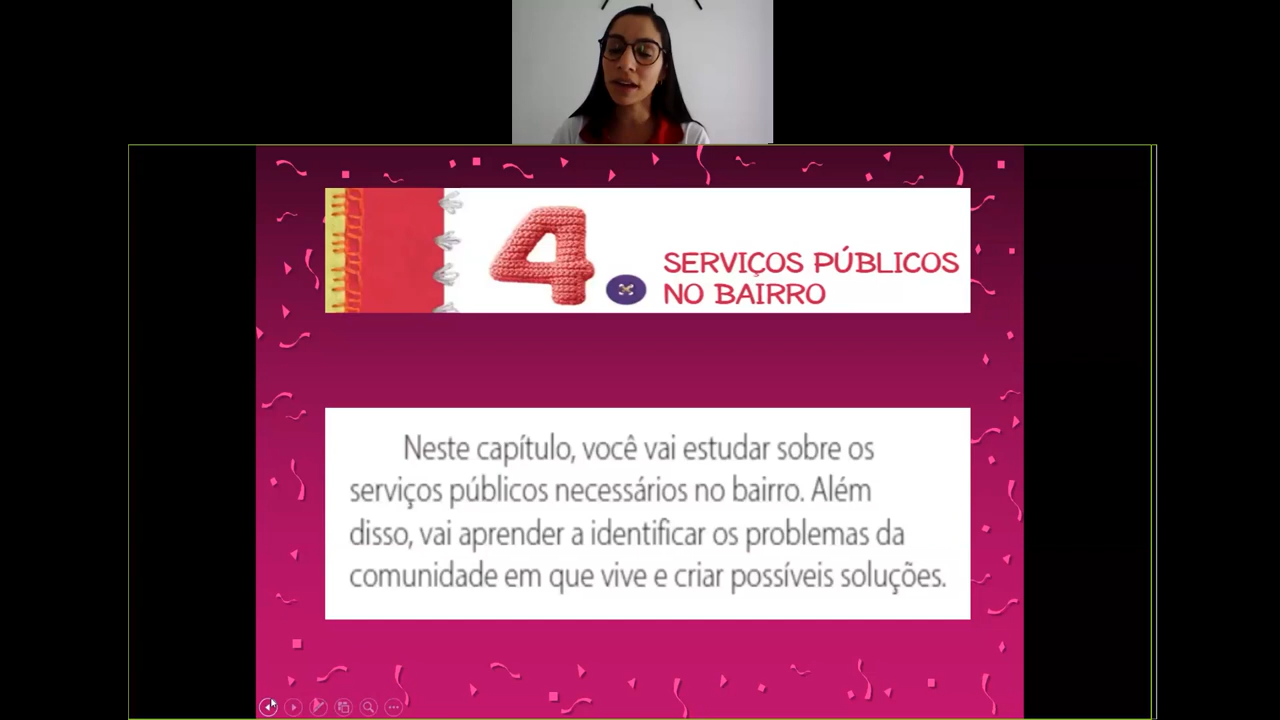 4
SERVIÇOS PÚBLICOS
NO BAIRRO
Neste capítulo, você vai estudar sobre os
serviços públicos necessários no bairro. Além
disso, vai aprender a identificar os problemas da
comunidade em que vive e criar possíveis soluções.